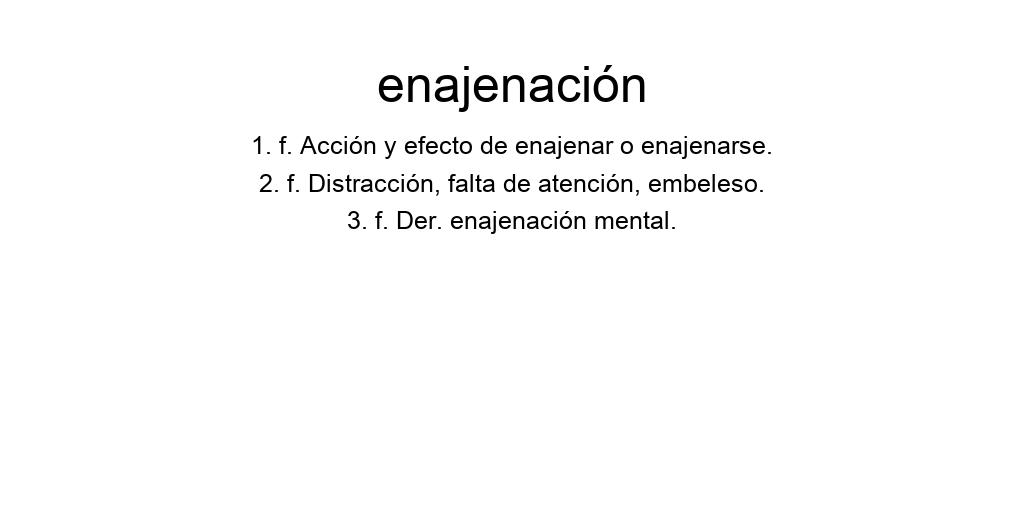 enajenación
1. f. Acción y efecto de enajenar o enajenarse.
2. f. Distracción, falta de atención, embeleso.
3. f. Der. enajenación mental.